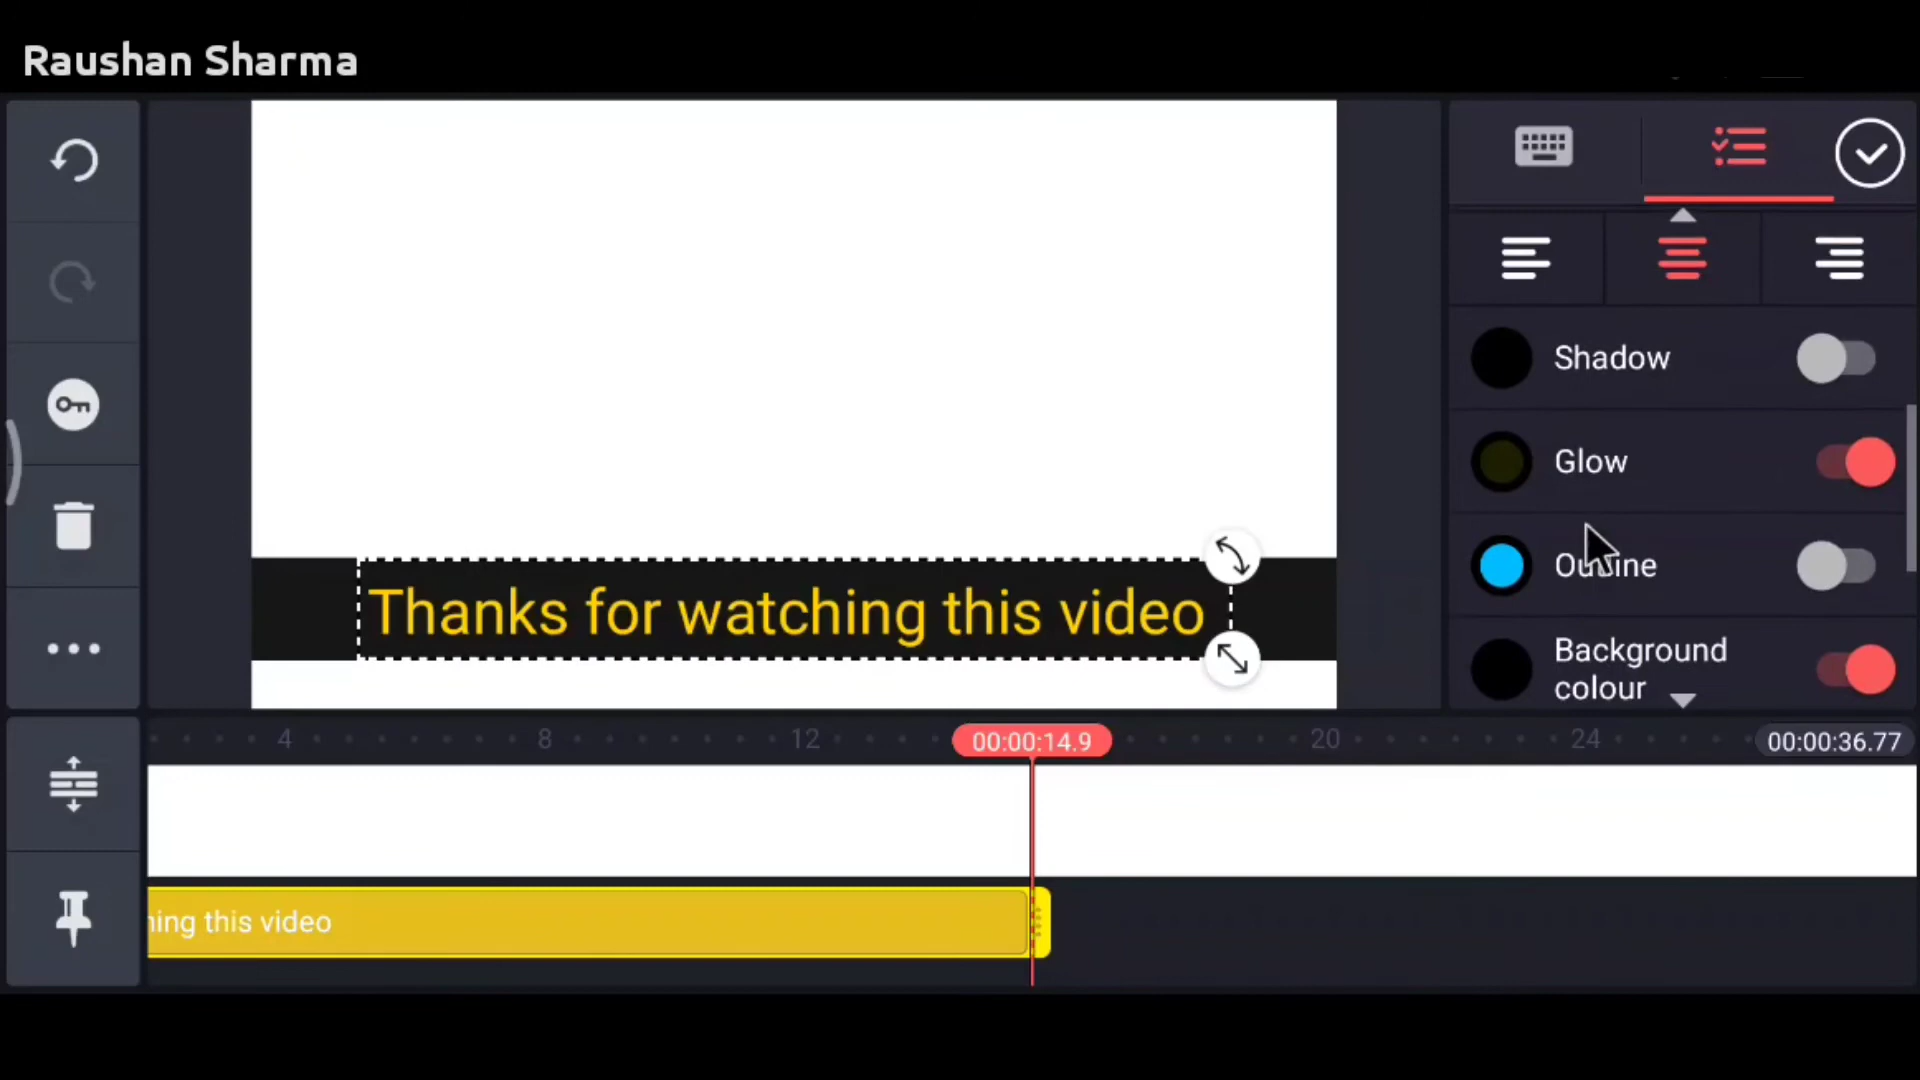 Raushan Sharma
Shadow
Glow
Outline
Background
colour
Thanks for watching this video
4
8
12
00:00:14.9
20
24
00:00:36.77
ning this video